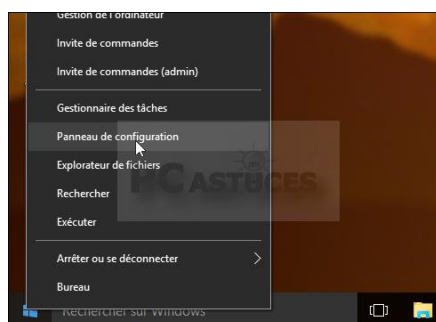 Gestion de l'ordinateur
Invite de commandes
Invite de commandes (admin)
Gestionnaire des tâches
Panneau de configuration
Explorateur de fichiers
PC ASTUCES
Rechercher
Exécuter
Arrêter ou se déconnecter
Bureau
Rechercher sur Windows